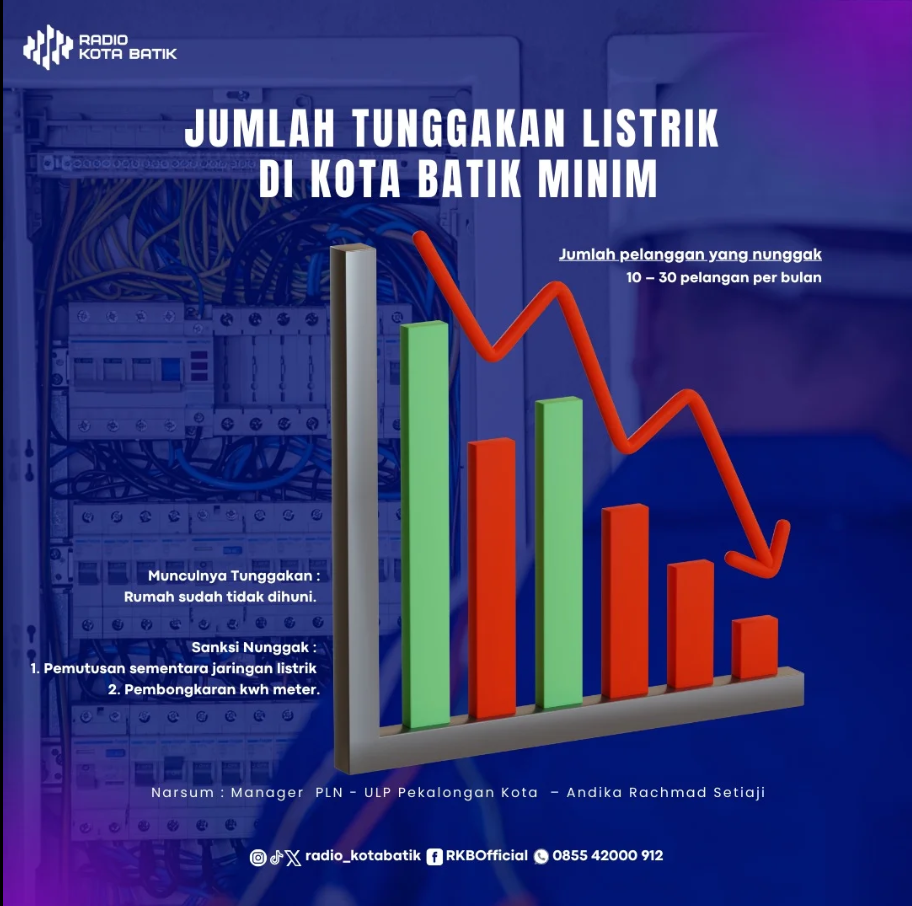 RADIO
KOTA BATIK
JUMLAH TUNGGAKAN LISTRIK
DI KOTA BATIK MINIM
Jumlah pelanggan yang nunggak
10 – 30 pelangan per bulan
Munculnya Tunggakan :
Rumah sudah tidak dihuni.
Sanksi Nunggak :
1. Pemutusan sementara jaringan listrik
2. Pembongkaran kwh meter.
Narsum : Manager PLN - ULP Pekalongan Kota – Andika Rachmad Setiaji
radio_kotabatik RKBOfficial 0855 42000 912